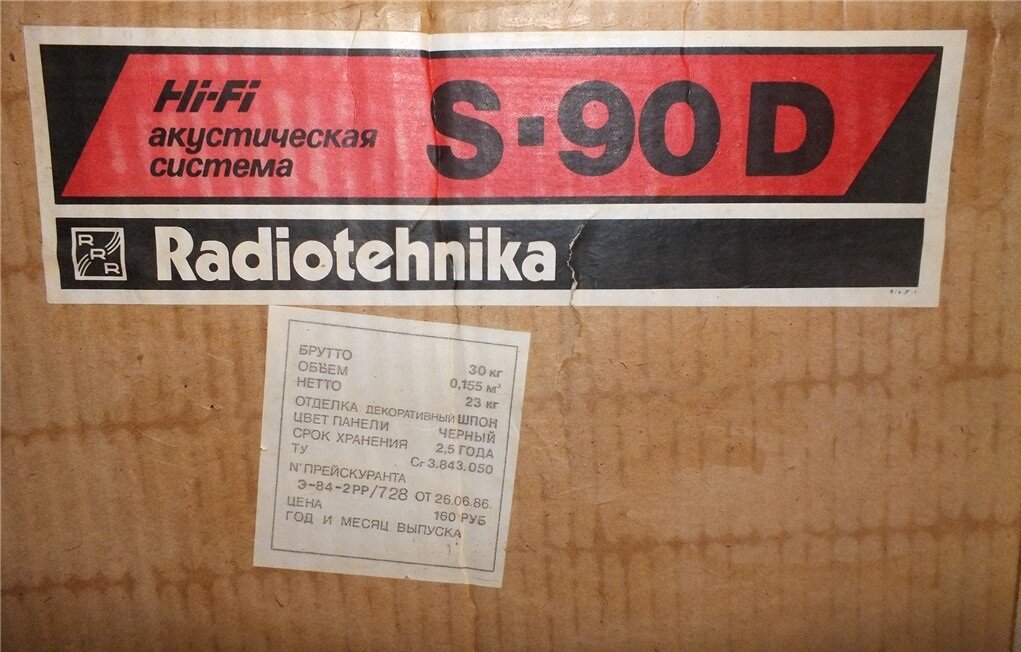 Hi-Fi
акустическая
система
S-90 D
RRR
Radiotehnika
БРУТТО 30 кг
ОБЪЕМ 0,155 м³
НЕТТО 23 кг
ОТДЕЛКА ДЕКОРАТИВНЫЙ ШПОН
ЦВЕТ ПАНЕЛИ ЧЕРНЫЙ
СРОК ХРАНЕНИЯ 2,5 ГОДА
ТУ Сг 3.843.050
N° ПРЕЙСКУРАНТА
Э-84-2РР/728 ОТ 26.06.86.
ЦЕНА 160 РУБ
ГОД И МЕСЯЦ ВЫПУСКА